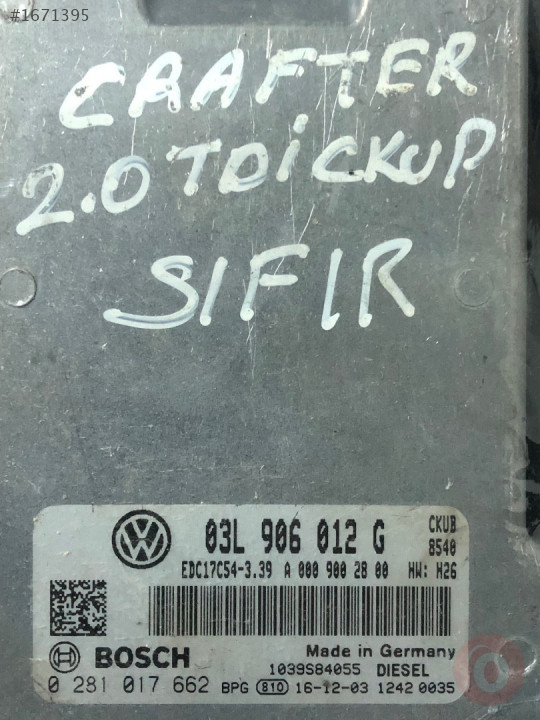 #1671395
CRAFTER
2.0 TDI CKUP
SIFIR
03L 906 012 G
CKUB
8540
EDC17C54-3.39 A 000 900 28 00 HW: H26
BOSCH
Made in Germany
1039S84055 DIESEL
0 281 017 662 BPG 810 16-12-03 1242 0035